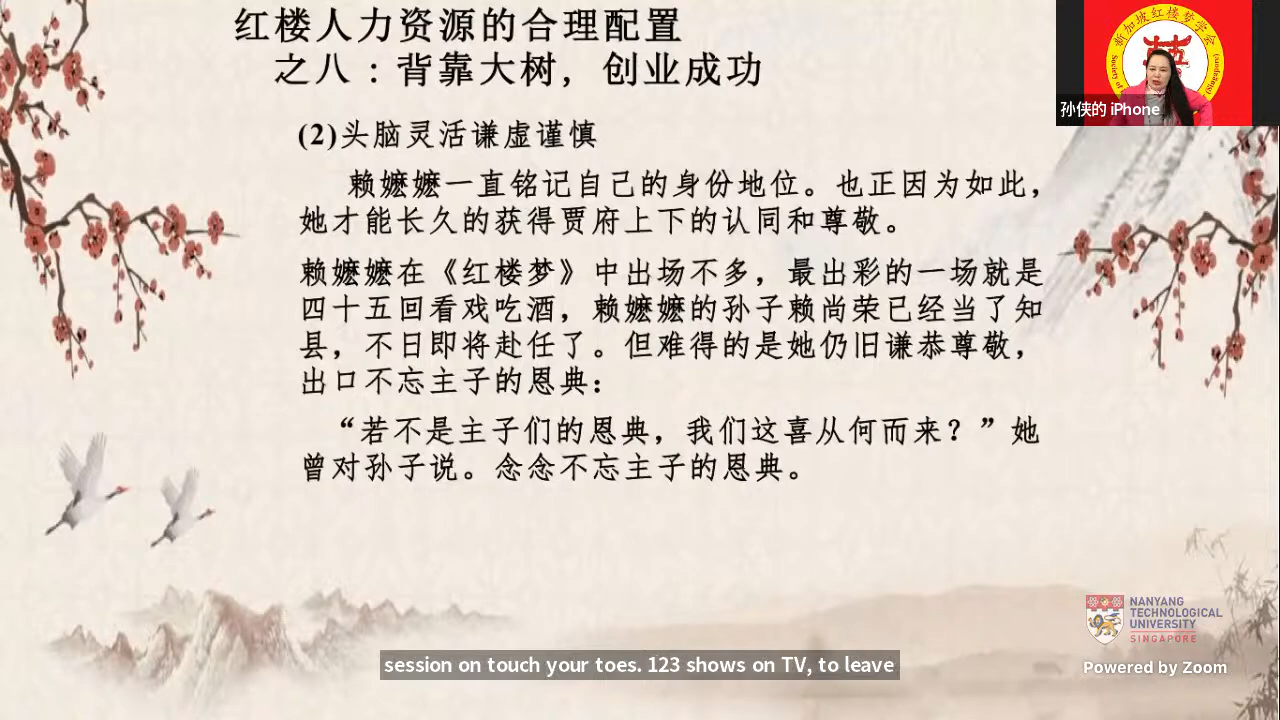 红楼人力资源的合理配置
之八：背靠大树，创业成功
(2)头脑灵活谦虚谨慎
赖嬷嬷一直铭记自己的身份地位。也正因为如此，
她才能长久的获得贾府上下的认同和尊敬。
赖嬷嬷在《红楼梦》中出场不多，最出彩的一场就是
四十五回看戏吃酒，赖嬷嬷的孙子赖尚荣已经当了知
县，不日即将赴任了。但难得的是她仍旧谦恭尊敬，
出口不忘主子的恩典：
“若不是主子们的恩典，我们这喜从何而来？”她
曾对孙子说。念念不忘主子的恩典。
新加坡红楼梦学会
孙侠的 iPhone
NANYANG
TECHNOLOGICAL
UNIVERSITY
SINGAPORE
Powered by Zoom
session on touch your toes. 123 shows on TV, to leave